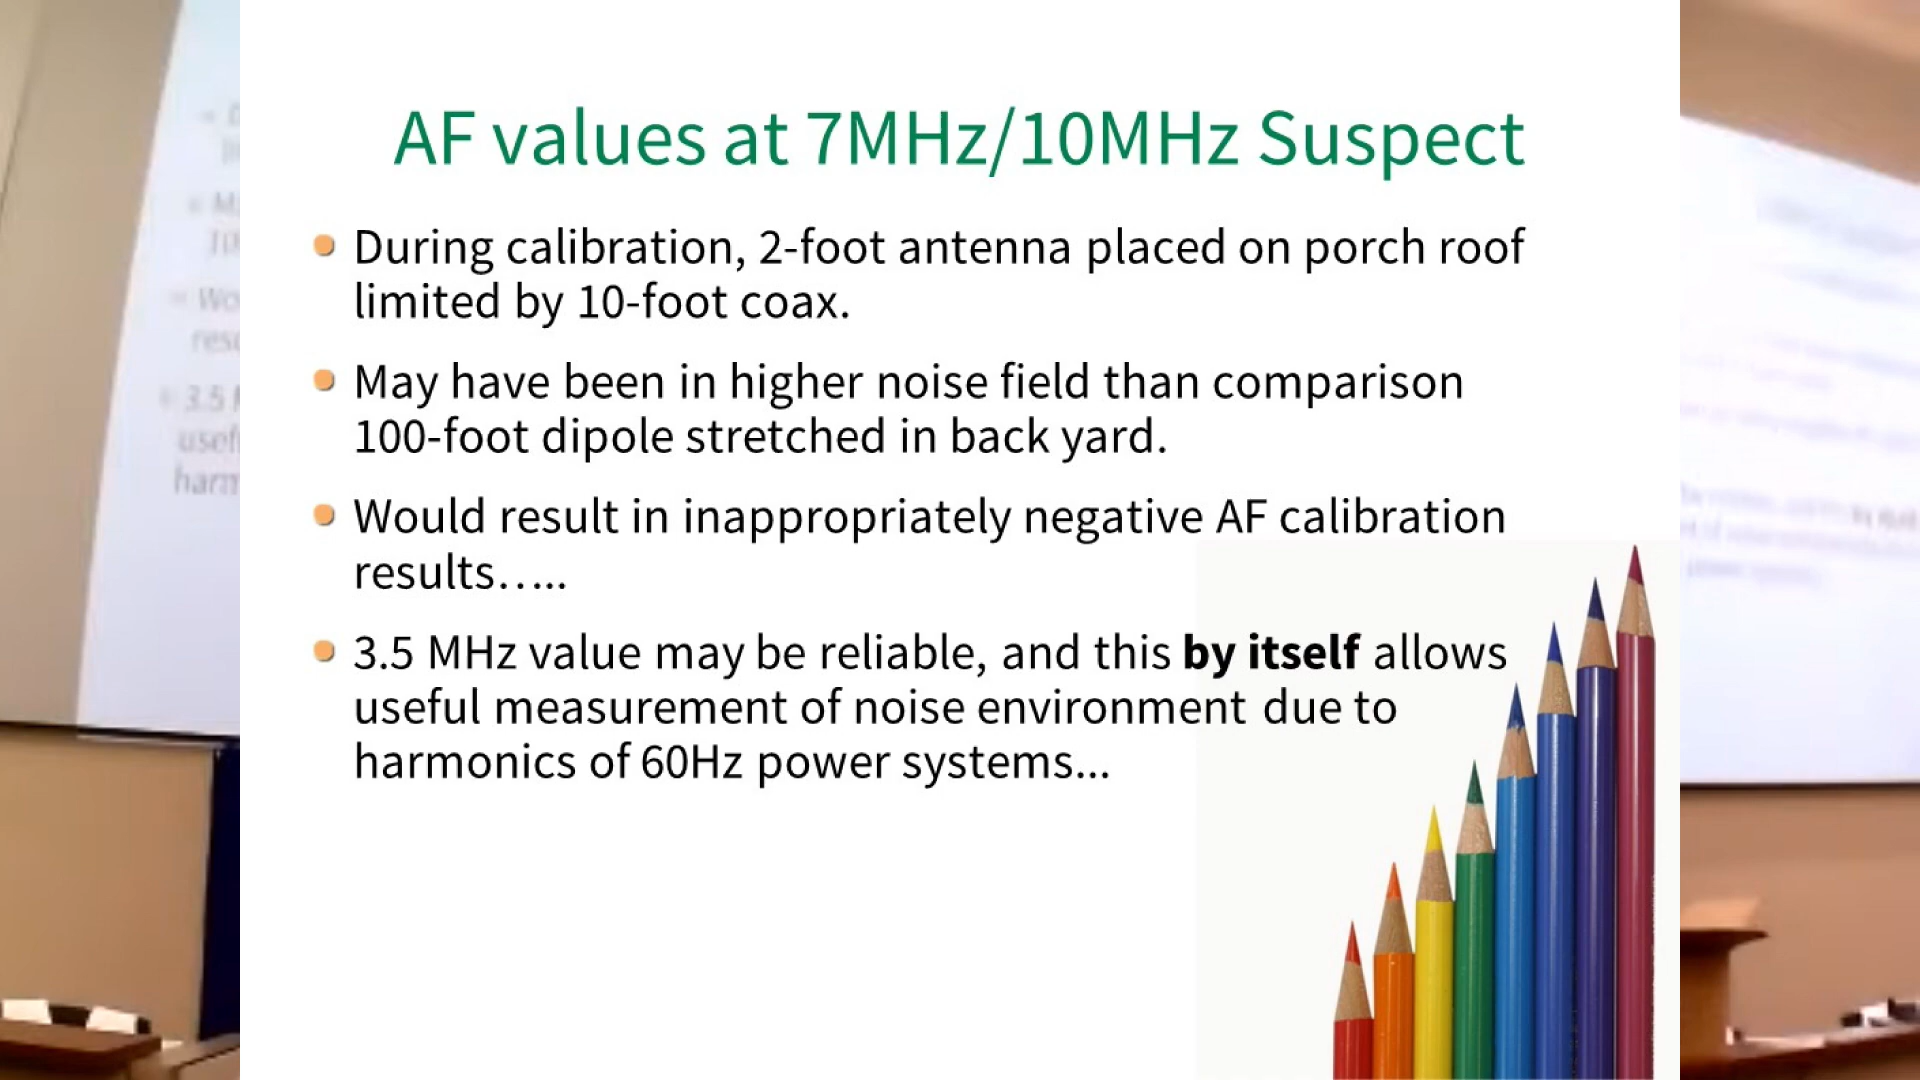 AF values at 7MHz/10MHz Suspect
During calibration, 2-foot antenna placed on porch roof
limited by 10-foot coax.
May have been in higher noise field than comparison
100-foot dipole stretched in back yard.
Would result in inappropriately negative AF calibration
results…..
3.5 MHz value may be reliable, and this by itself allows
useful measurement of noise environment due to
harmonics of 60Hz power systems...